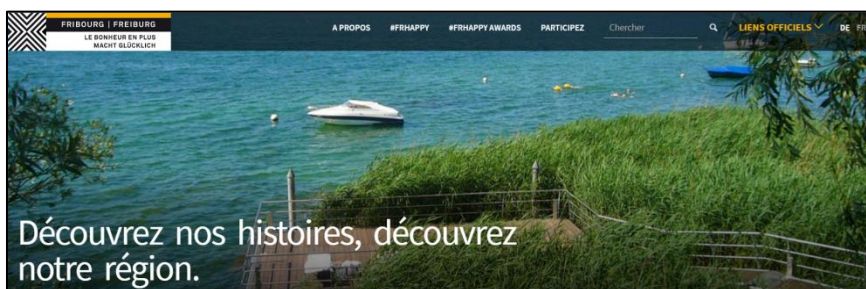 FRIBOURG | FREIBURG
LE BONHEUR EN PLUS
MACHT GLÜCKLICH
A PROPOS #FRHAPPY #FRHAPPY AWARDS PARTICIPEZ Chercher LIENS OFFICIELS DE FR
Découvrez nos histoires, découvrez
notre région.